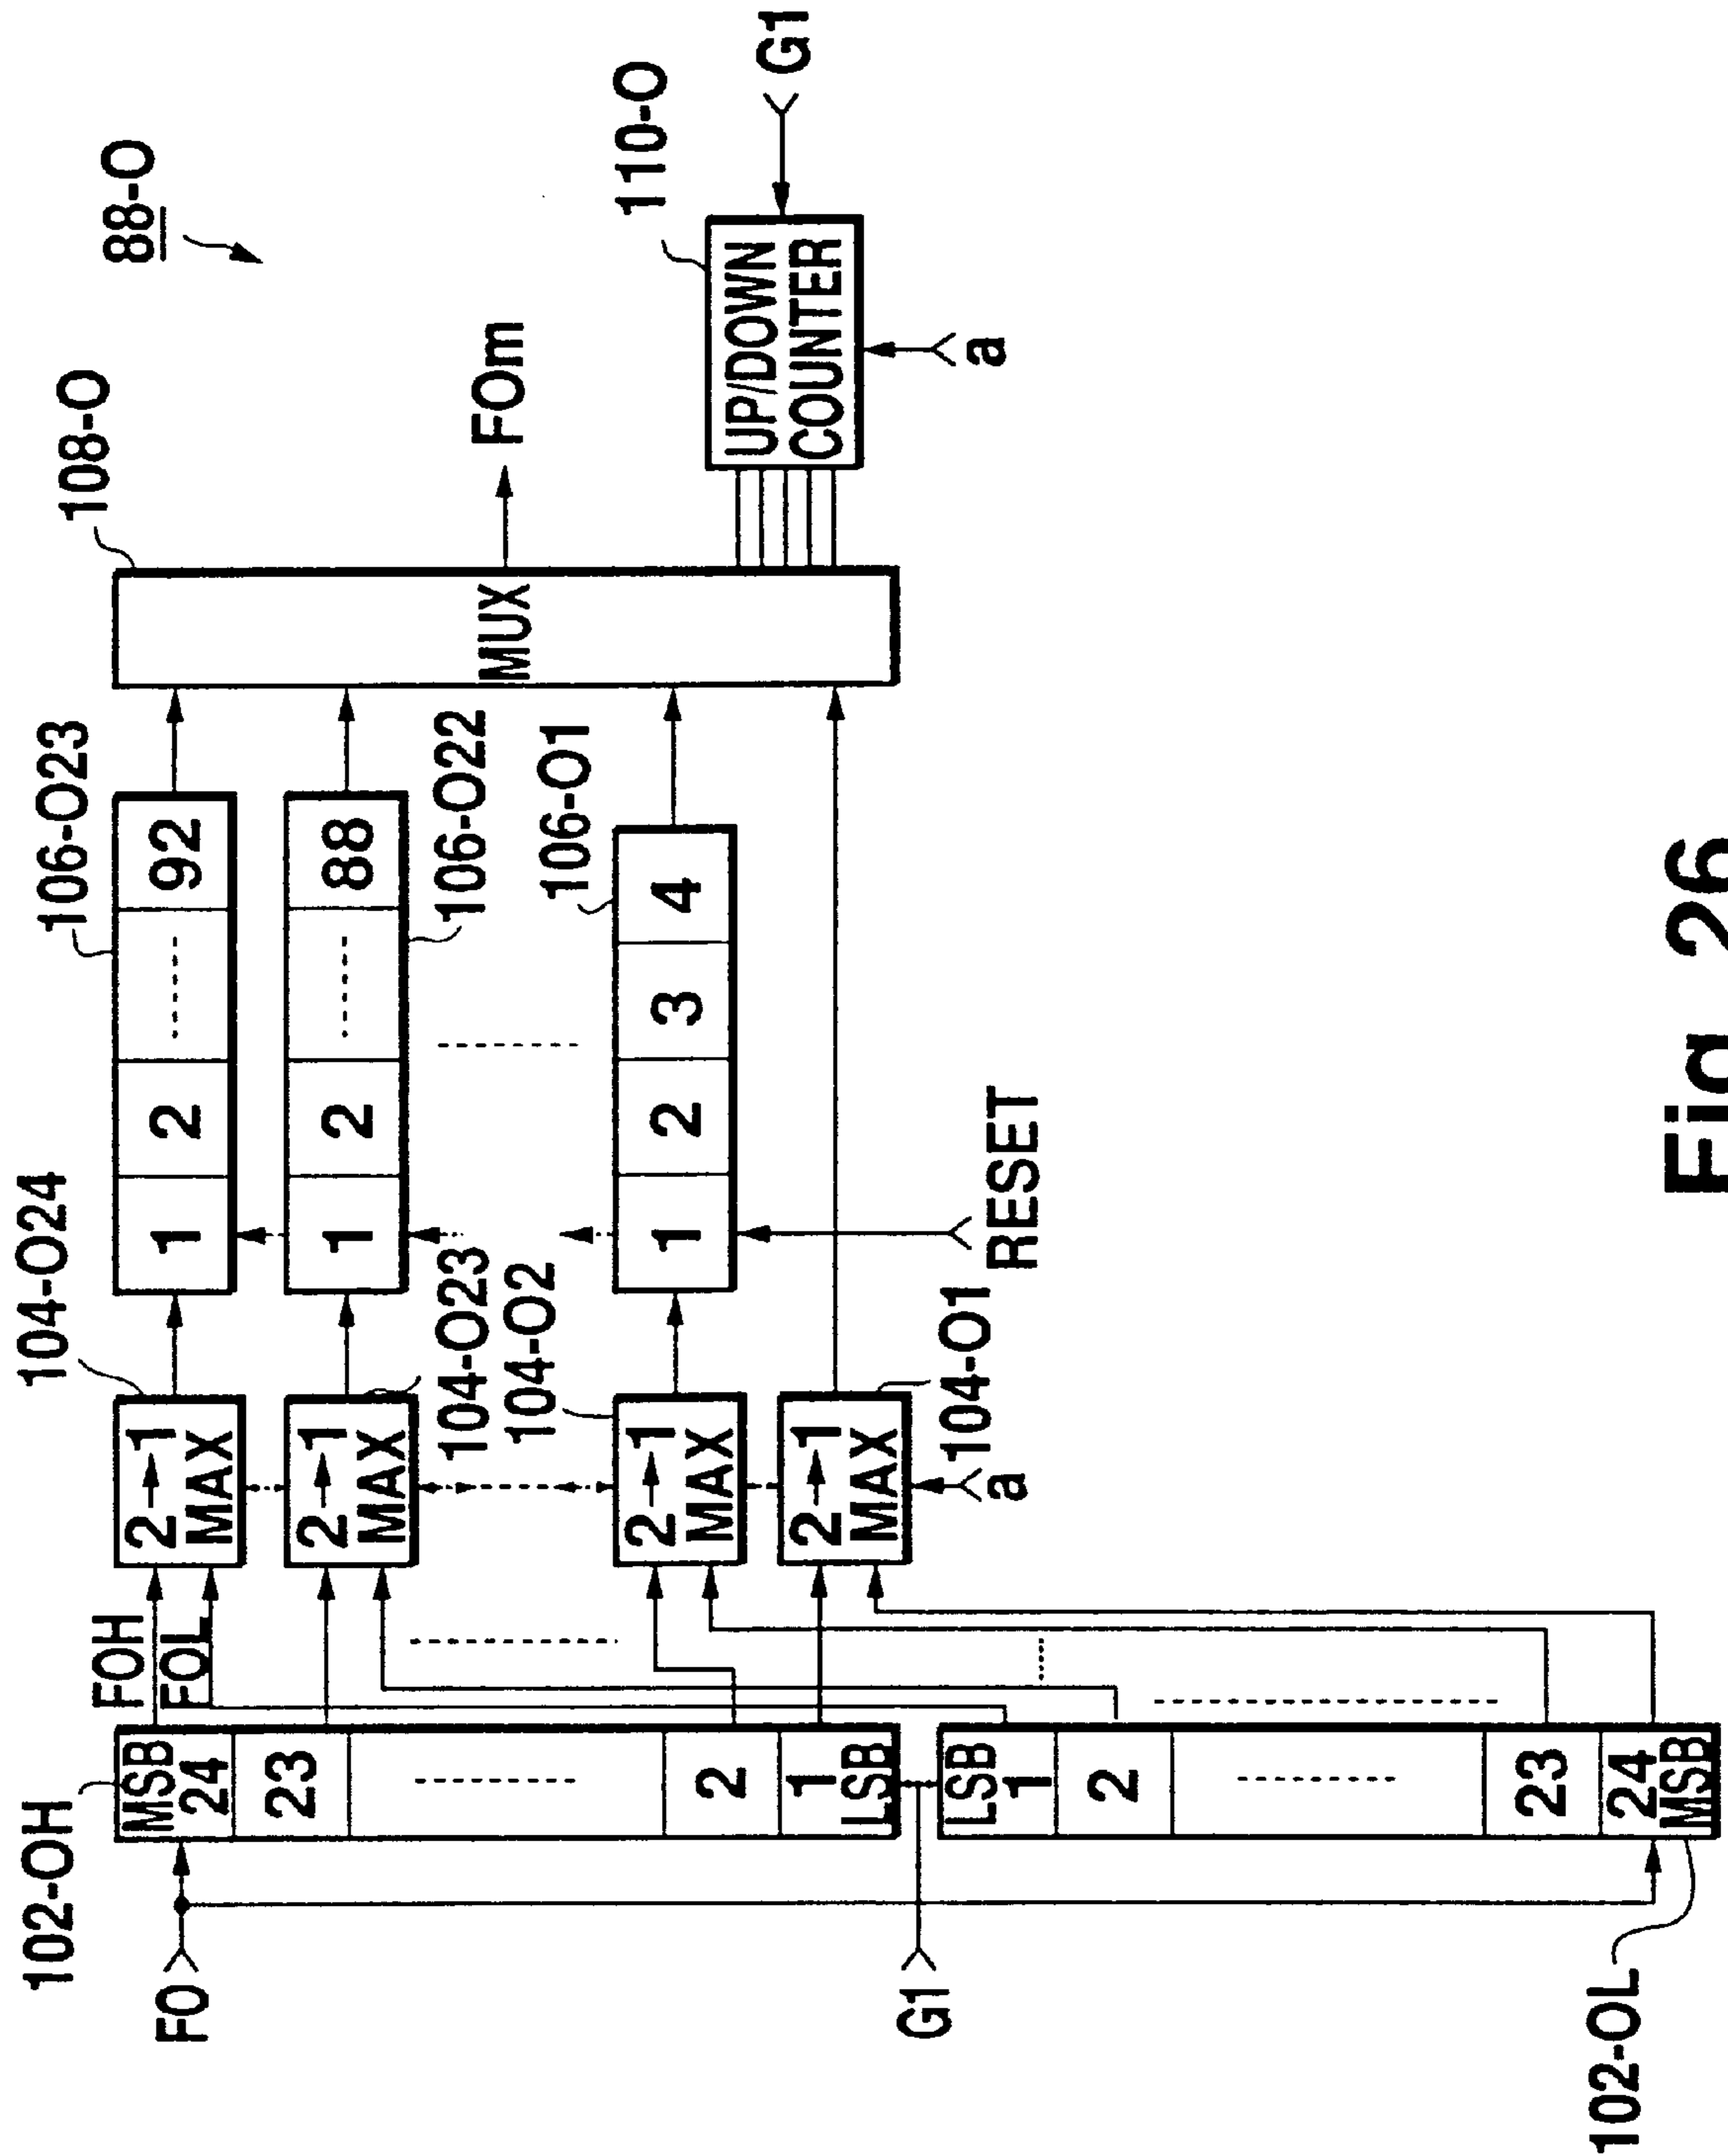 88-O
102-OH
104-O24
106-O23
108-O
FO
MSB
24
23
2
1
LSB
FOH
FOL
2→1
MAX
1
2
92
2→1
MAX
1
2
88
104-O23
106-O22
MUX
FOm
104-O2
106-O1
110-O
2→1
MAX
1
2
3
4
UP/DOWN
COUNTER
G1
2→1
MAX
104-O1
a
RESET
a
G1
LSB
1
2
23
24
MSB
102-OL
Fig. 26